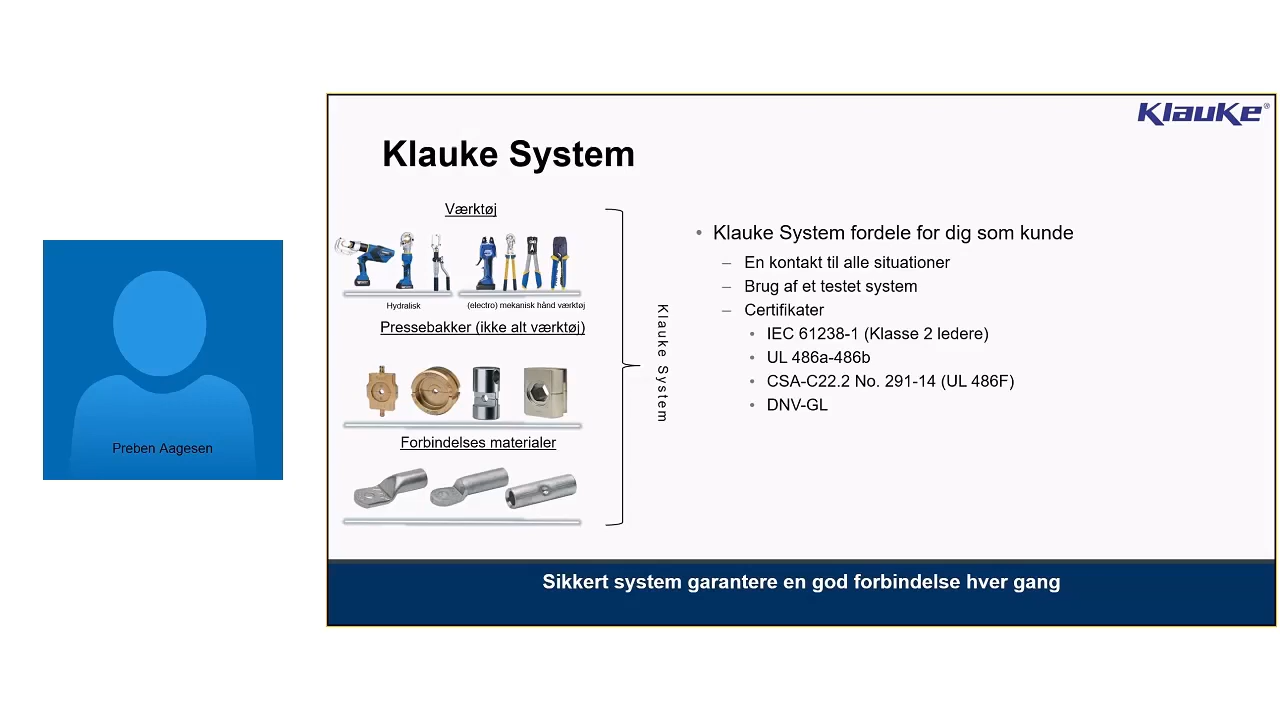 Klauke®
Klauke System
Værktøj
Hydralisk
(electro) mekanisk hånd værktøj
Pressebakker (ikke alt værktøj)
Forbindelses materialer
Klauke System
• Klauke System fordele for dig som kunde
– En kontakt til alle situationer
– Brug af et testet system
– Certifikater
• IEC 61238-1 (Klasse 2 ledere)
• UL 486a-486b
• CSA-C22.2 No. 291-14 (UL 486F)
• DNV-GL
Sikkert system garantere en god forbindelse hver gang
Preben Aagesen